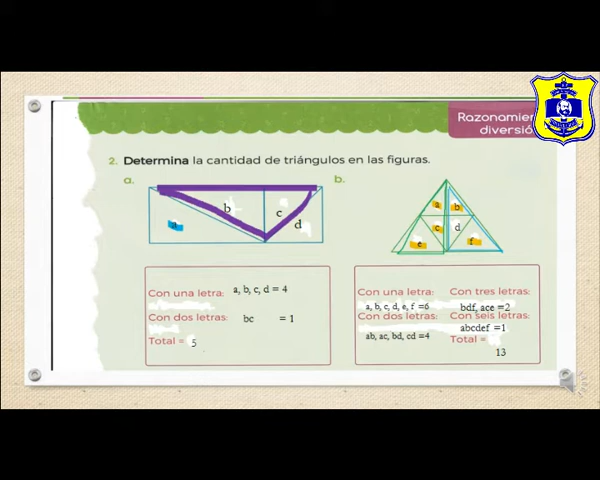 Razonamien
diversió
2. Determina la cantidad de triángulos en las figuras.
a.
b.
a
b
c
d
a
b
c
d
e
f
Con una letra: a, b, c, d = 4
Con dos letras: bc = 1
Total = 5
Con una letra: Con tres letras:
a, b, c, d, e, f =6 bdf, ace =2
Con dos letras: Con seis letras:
ab, ac, bd, cd =4 abcdef =1
Total =
13